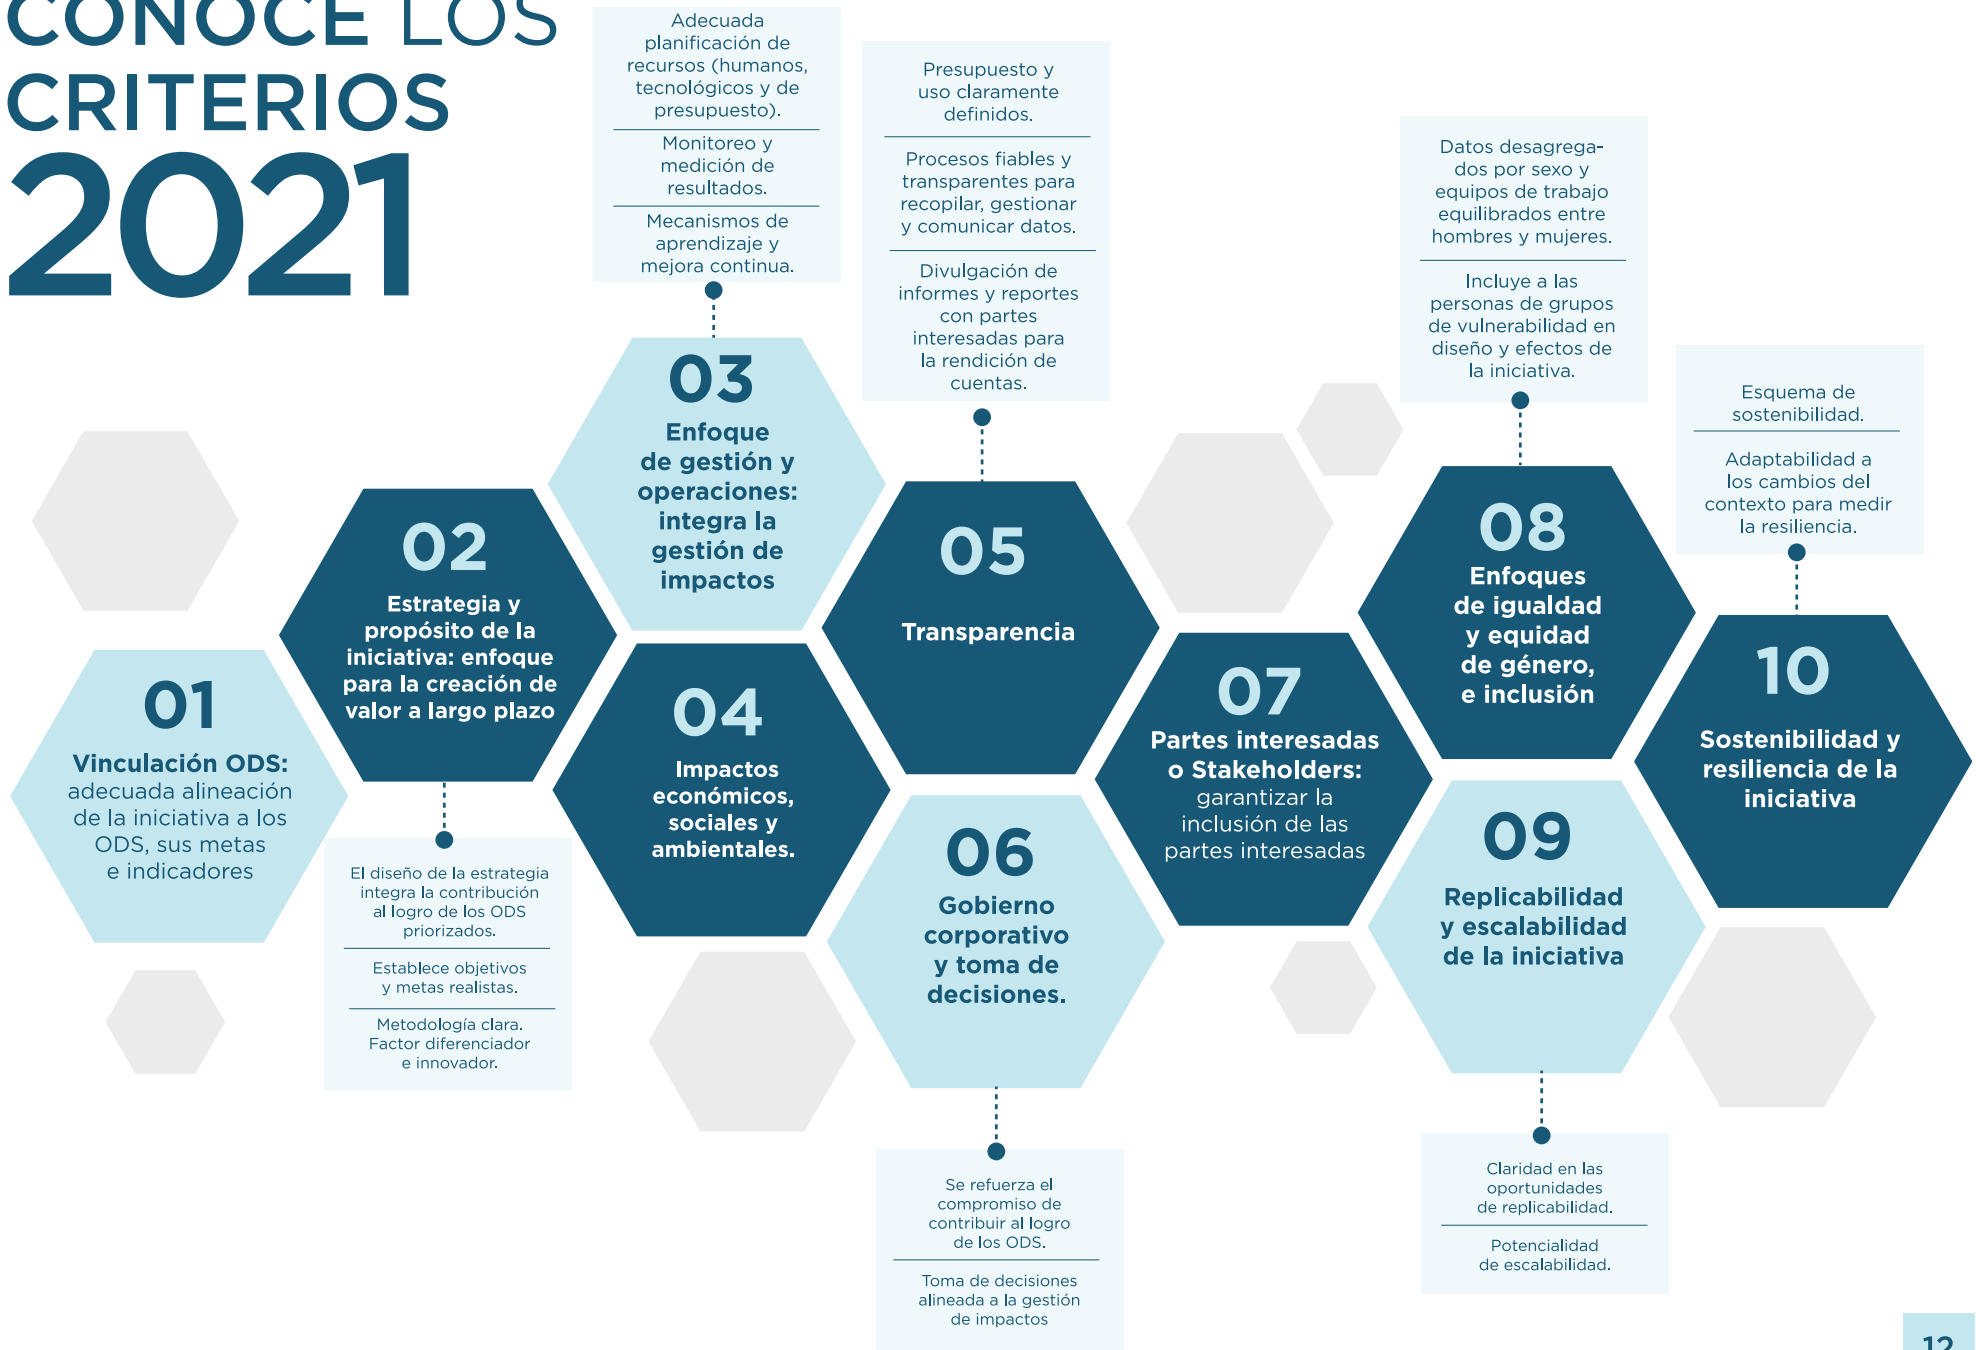 CONOCE LOS
CRITERIOS
2021
Adecuada
planificación de
recursos (humanos,
tecnológicos y de
presupuesto).
Monitoreo y
medición de
resultados.
Mecanismos de
aprendizaje y
mejora continua.
Presupuesto y
uso claramente
definidos.
Procesos fiables y
transparentes para
recopilar, gestionar
y comunicar datos.
Divulgación de
informes y reportes
con partes
interesadas para
la rendición de
cuentas.
Datos desagrega-
dos por sexo y
equipos de trabajo
equilibrados entre
hombres y mujeres.
Incluye a las
personas de grupos
de vulnerabilidad en
diseño y efectos de
la iniciativa.
Esquema de
sostenibilidad.
Adaptabilidad a
los cambios del
contexto para medir
la resiliencia.
01
Vinculación ODS:
adecuada alineación
de la iniciativa a los
ODS, sus metas
e indicadores
02
Estrategia y
propósito de la
iniciativa: enfoque
para la creación de
valor a largo plazo
El diseño de la estrategia
integra la contribución
al logro de los ODS
priorizados.
Establece objetivos
y metas realistas.
Metodología clara.
Factor diferenciador
e innovador.
03
Enfoque
de gestión y
operaciones:
integra la
gestión de
impactos
04
Impactos
económicos,
sociales y
ambientales.
05
Transparencia
06
Gobierno
corporativo
y toma de
decisiones.
Se refuerza el
compromiso de
contribuir al logro
de los ODS.
Toma de decisiones
alineada a la gestión
de impactos
07
Partes interesadas
o Stakeholders:
garantizar la
inclusión de las
partes interesadas
08
Enfoques
de igualdad
y equidad
de género,
e inclusión
09
Replicabilidad
y escalabilidad
de la iniciativa
Claridad en las
oportunidades
de replicabilidad.
Potencialidad
de escalabilidad.
10
Sostenibilidad y
resiliencia de la
iniciativa
12